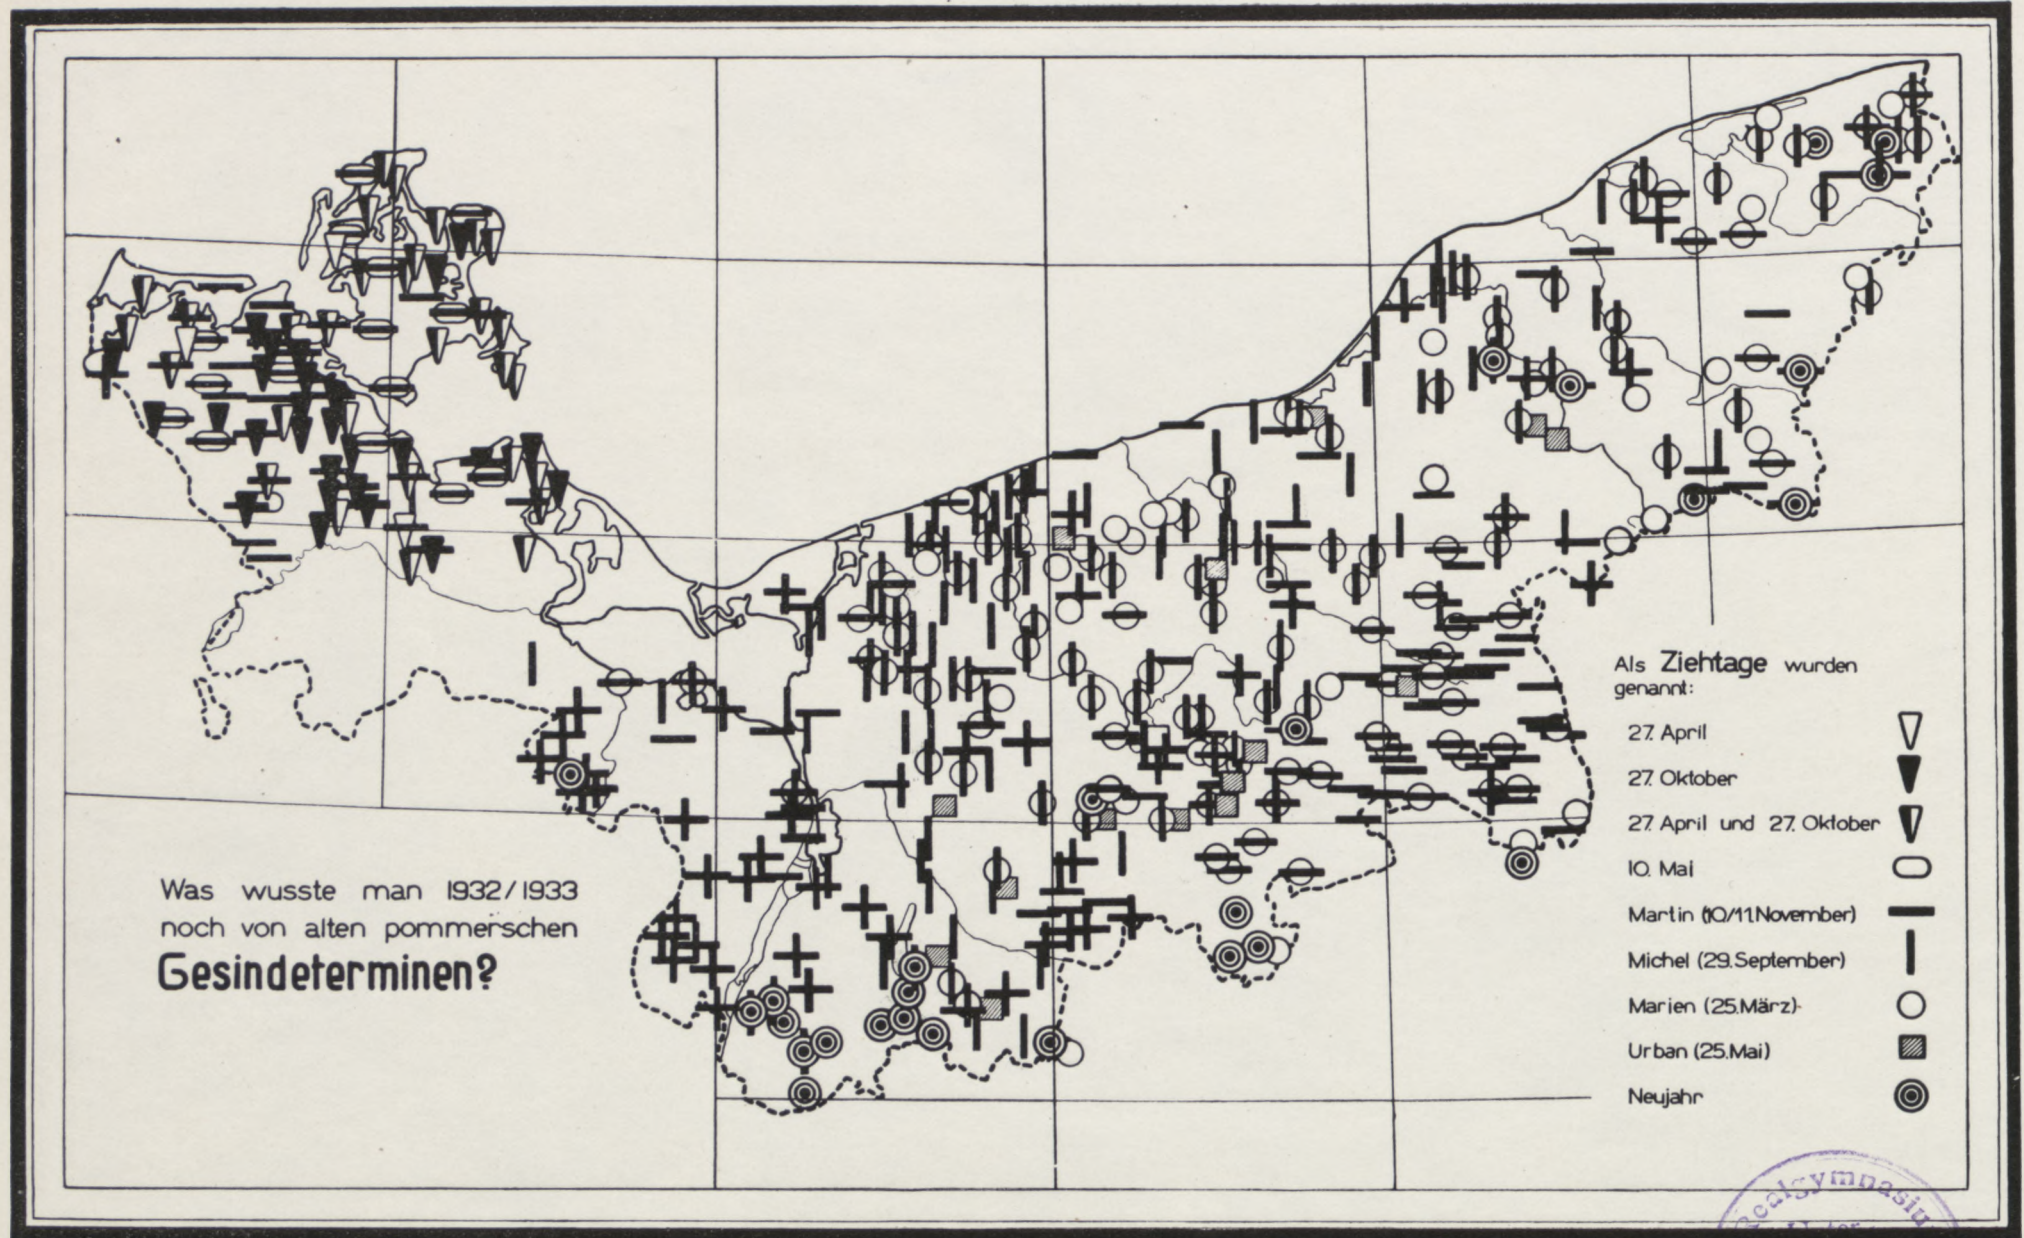 Was wusste man 1932/1933
noch von alten pommerschen
Gesindeterminen?
Als Ziehtage wurden
genannt:
27. April
27. Oktober
27. April und 27. Oktober
10. Mai
Martin (10/11.November)
Michel (29.September)
Marien (25.März)
Urban (25.Mai)
Neujahr
Realgymnasiu